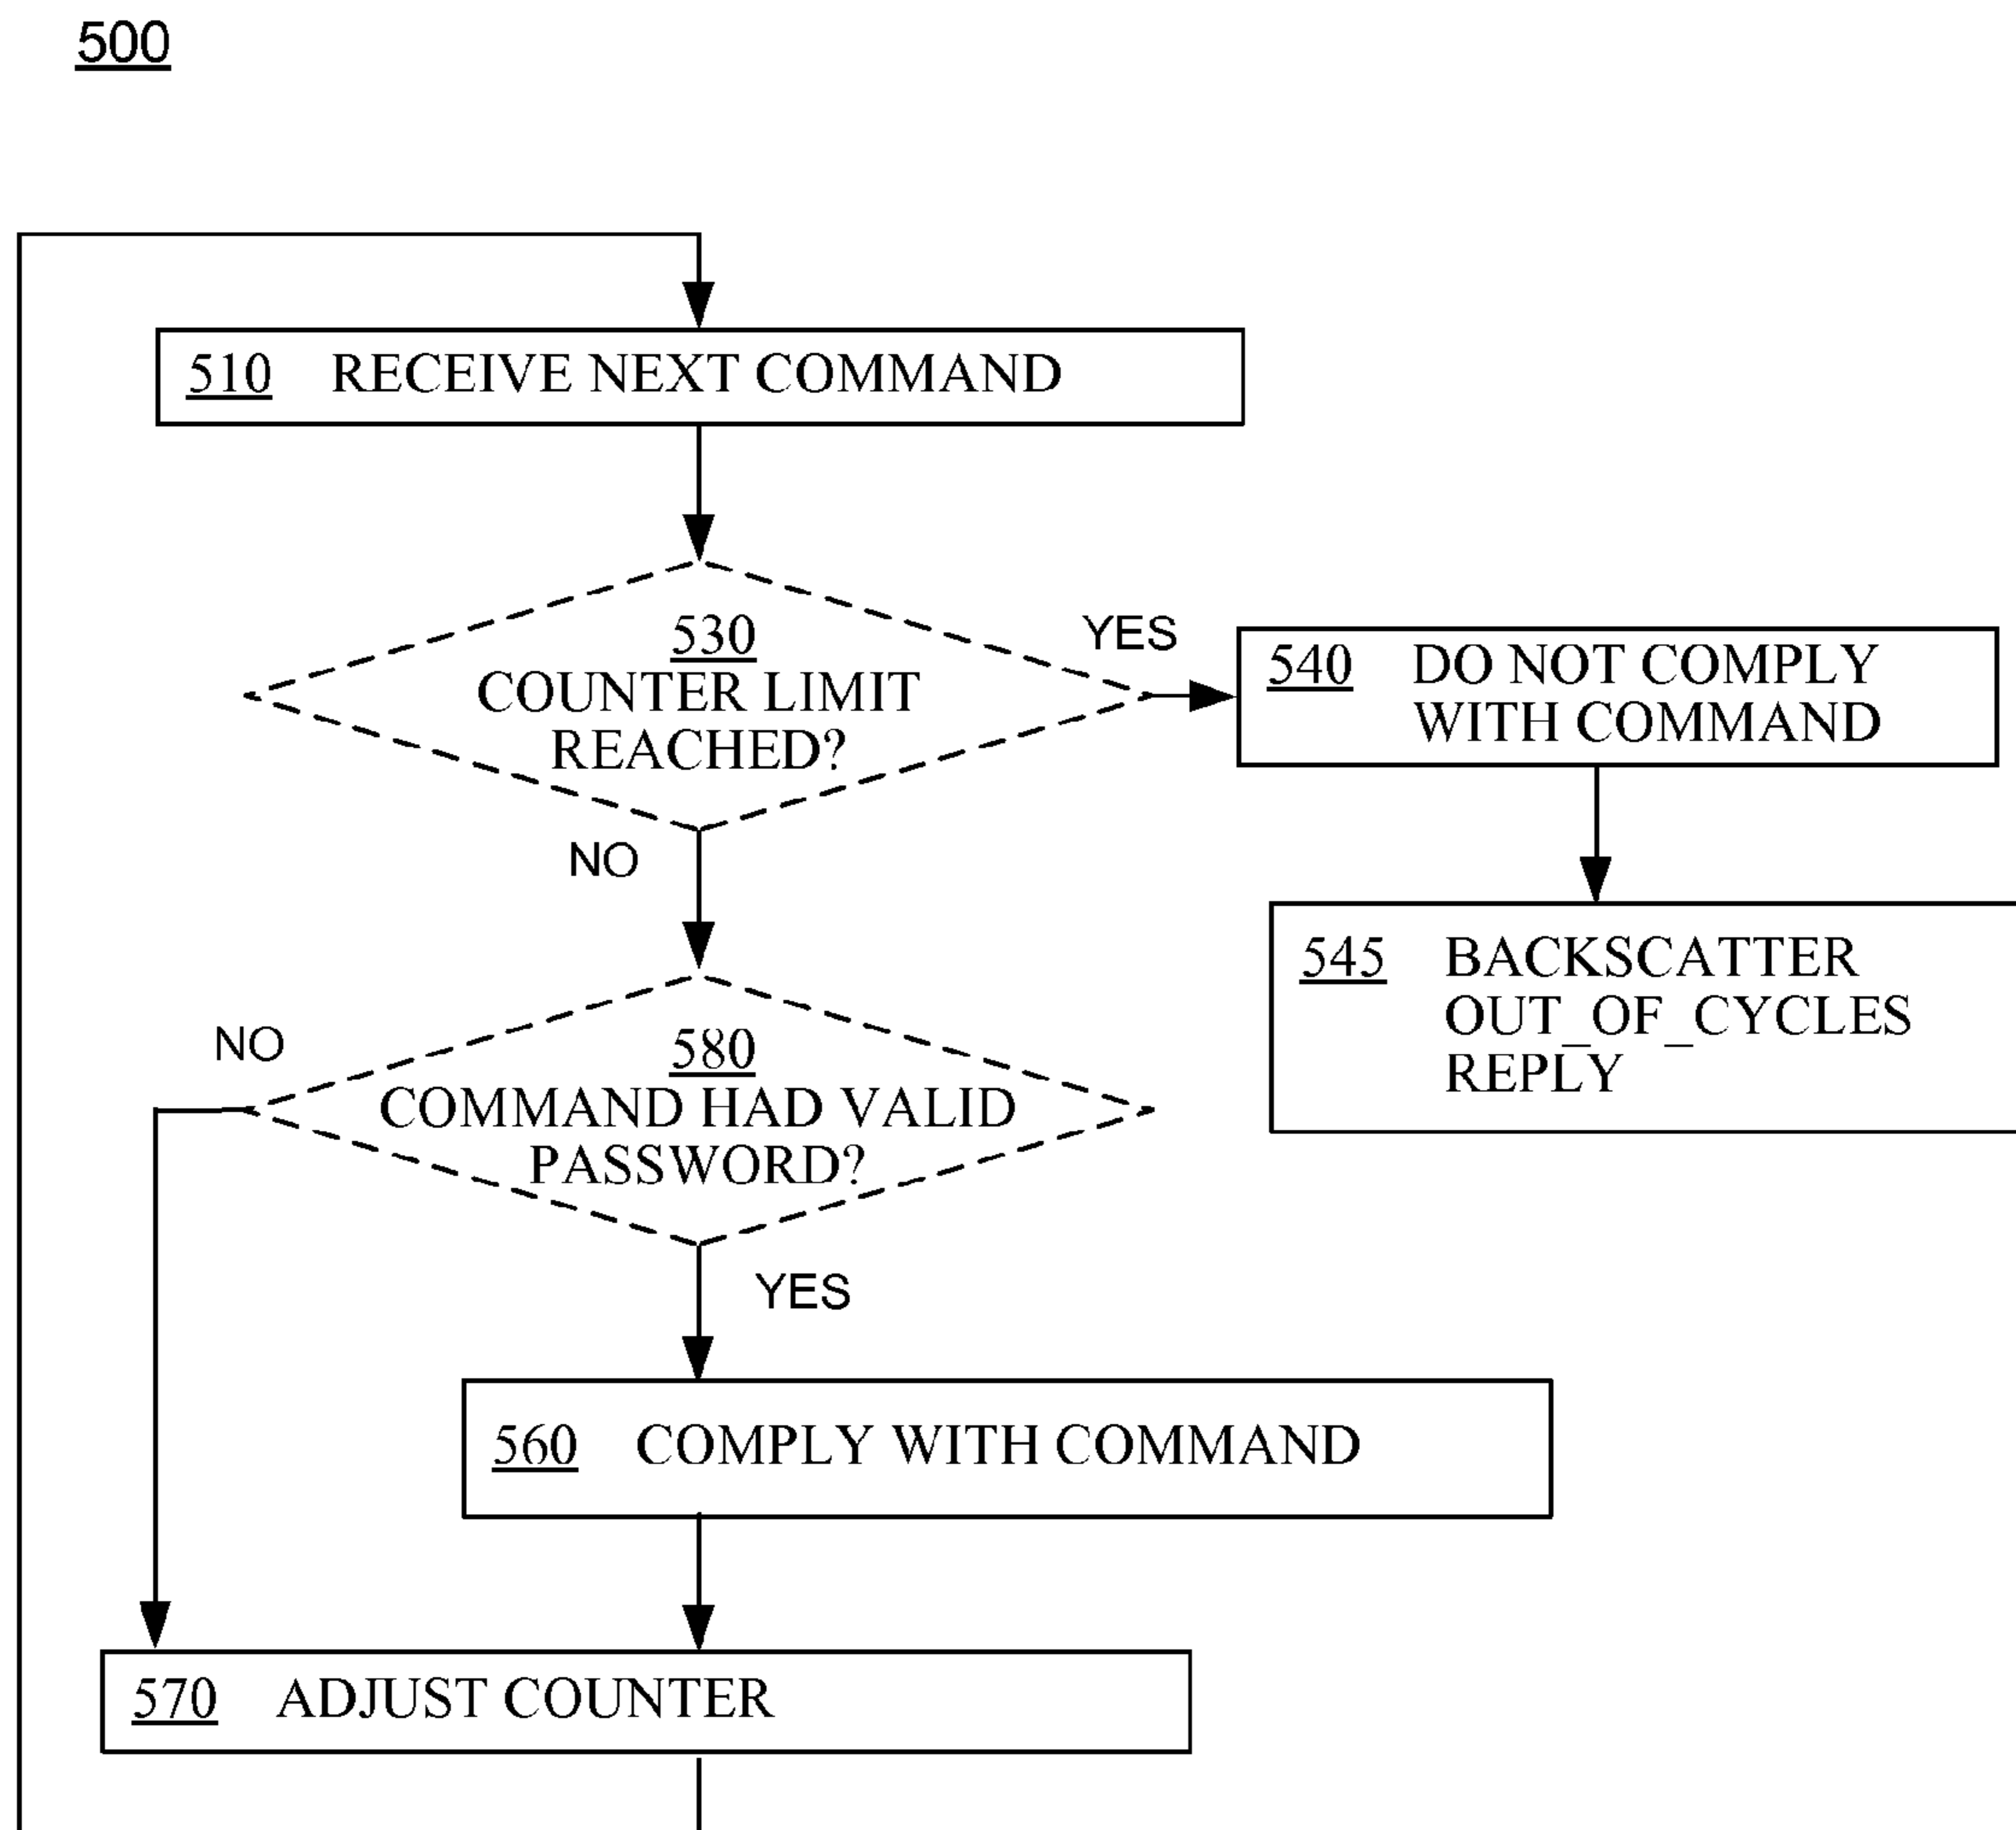 500
510 RECEIVE NEXT COMMAND
530
COUNTER LIMIT
REACHED?
YES
540 DO NOT COMPLY
WITH COMMAND
NO
545 BACKSCATTER
OUT_OF_CYCLES
REPLY
580
COMMAND HAD VALID
PASSWORD?
NO
YES
560 COMPLY WITH COMMAND
570 ADJUST COUNTER